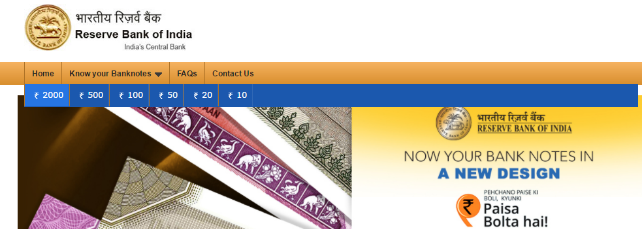 भारतीय रिज़र्व बैंक
Reserve Bank of India
India's Central Bank
Home Know your Banknotes FAQs Contact Us
₹ 2000 ₹ 500 ₹ 100 ₹ 50 ₹ 20 ₹ 10
भारतीय रिज़र्व बैंक
RESERVE BANK OF INDIA
NOW YOUR BANK NOTES IN
A NEW DESIGN
PEHCHANO PAISE KI
BOLI, KYUNKI
₹ Paisa
Bolta hai!